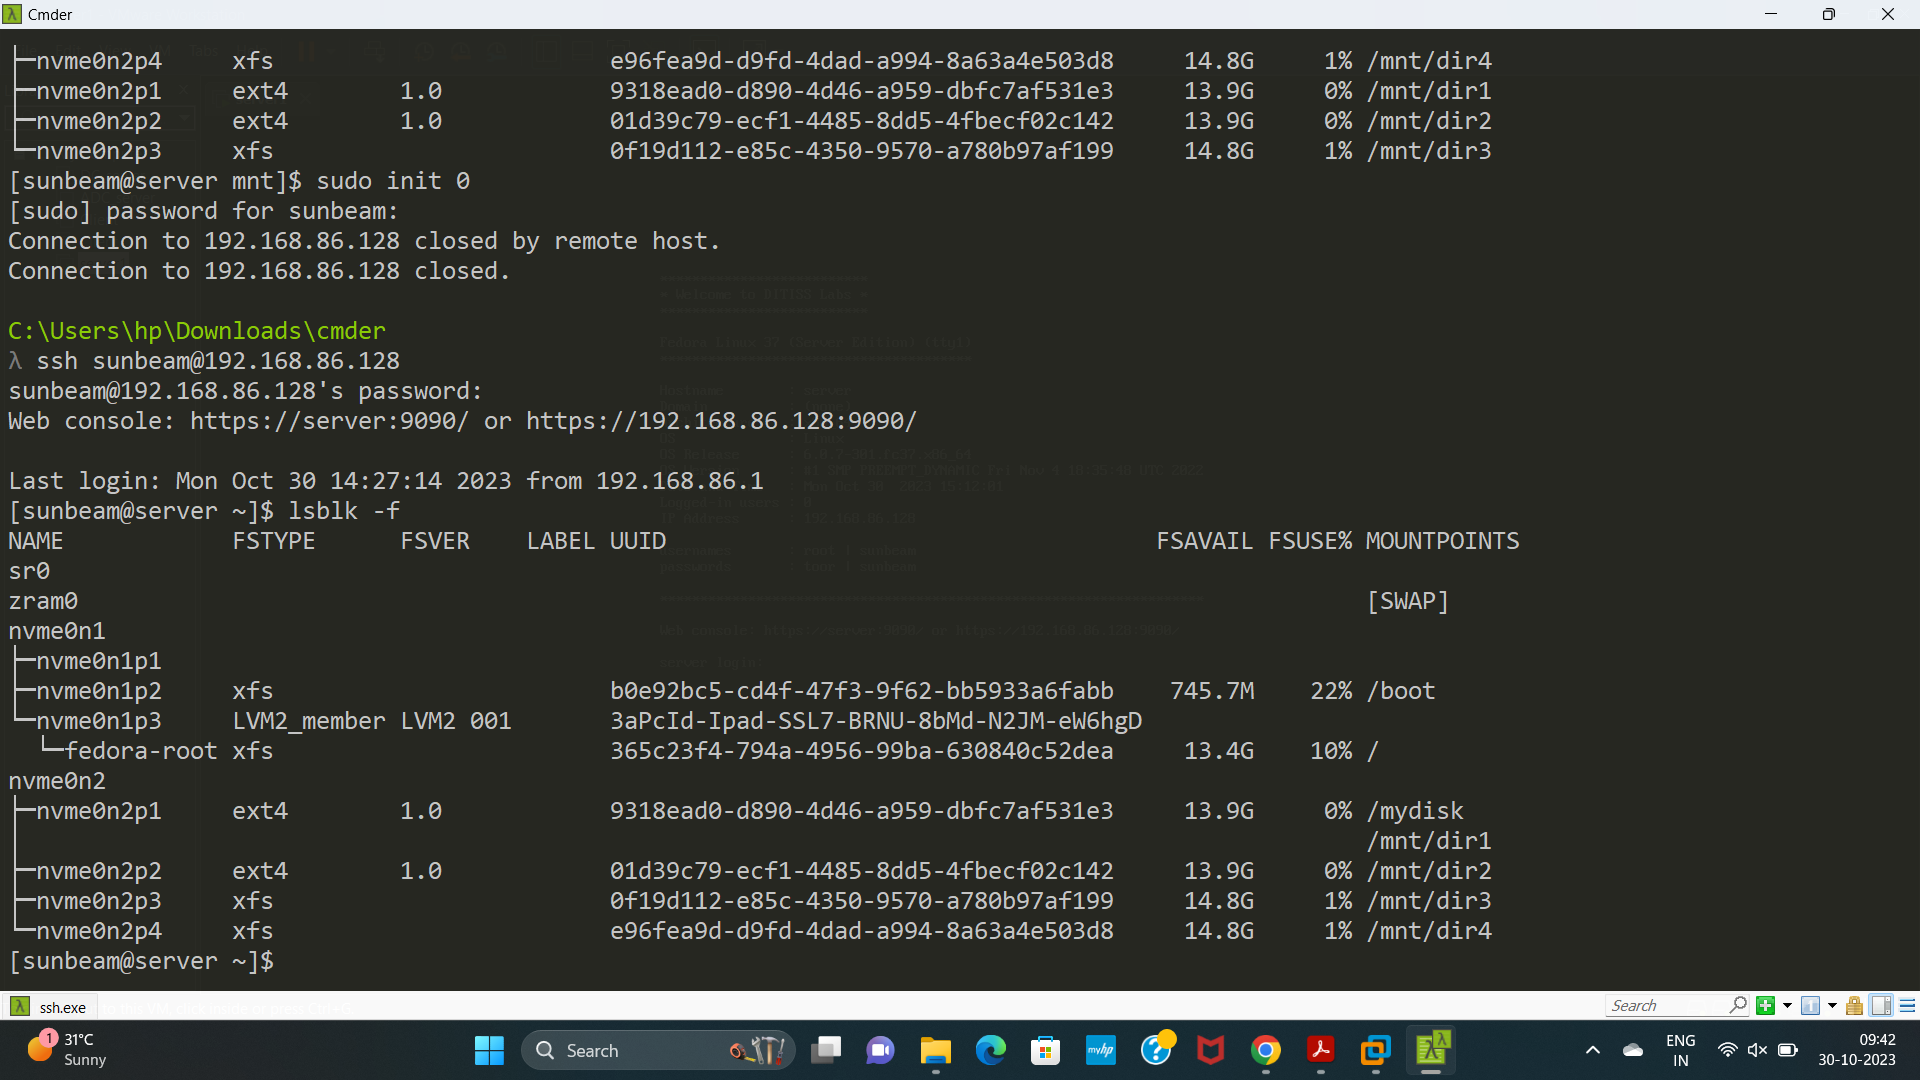 Cmder
├─nvme0n2p4     xfs                        e96fea9d-d9fd-4dad-a994-8a63a4e503d8     14.8G     1% /mnt/dir4
├─nvme0n2p1     ext4        1.0            9318ead0-d890-4d46-a959-dbfc7af531e3     13.9G     0% /mnt/dir1
├─nvme0n2p2     ext4        1.0            01d39c79-ecf1-4485-8dd5-4fbecf02c142     13.9G     0% /mnt/dir2
└─nvme0n2p3     xfs                        0f19d112-e85c-4350-9570-a780b97af199     14.8G     1% /mnt/dir3
[sunbeam@server mnt]$ sudo init 0
[sudo] password for sunbeam:
Connection to 192.168.86.128 closed by remote host.
Connection to 192.168.86.128 closed.
C:\Users\hp\Downloads\cmder
λ ssh sunbeam@192.168.86.128
sunbeam@192.168.86.128's password:
Web console: https://server:9090/ or https://192.168.86.128:9090/
Last login: Mon Oct 30 14:27:14 2023 from 192.168.86.1
[sunbeam@server ~]$ lsblk -f
NAME            FSTYPE      FSVER    LABEL UUID                                   FSAVAIL FSUSE% MOUNTPOINTS
sr0
zram0                                                                                            [SWAP]
nvme0n1
├─nvme0n1p1
├─nvme0n1p2     xfs                        b0e92bc5-cd4f-47f3-9f62-bb5933a6fabb    745.7M    22% /boot
└─nvme0n1p3     LVM2_member LVM2 001       3aPcId-Ipad-SSL7-BRNU-8bMd-N2JM-eW6hgD
  └─fedora-root xfs                        365c23f4-794a-4956-99ba-630840c52dea     13.4G    10% /
nvme0n2
├─nvme0n2p1     ext4        1.0            9318ead0-d890-4d46-a959-dbfc7af531e3     13.9G     0% /mydisk
│                                                                                                /mnt/dir1
├─nvme0n2p2     ext4        1.0            01d39c79-ecf1-4485-8dd5-4fbecf02c142     13.9G     0% /mnt/dir2
├─nvme0n2p3     xfs                        0f19d112-e85c-4350-9570-a780b97af199     14.8G     1% /mnt/dir3
└─nvme0n2p4     xfs                        e96fea9d-d9fd-4dad-a994-8a63a4e503d8     14.8G     1% /mnt/dir4
[sunbeam@server ~]$
λ ssh.exe
Search
1
31°C
Sunny
Search
myhp
ENG
IN
09:42
30-10-2023